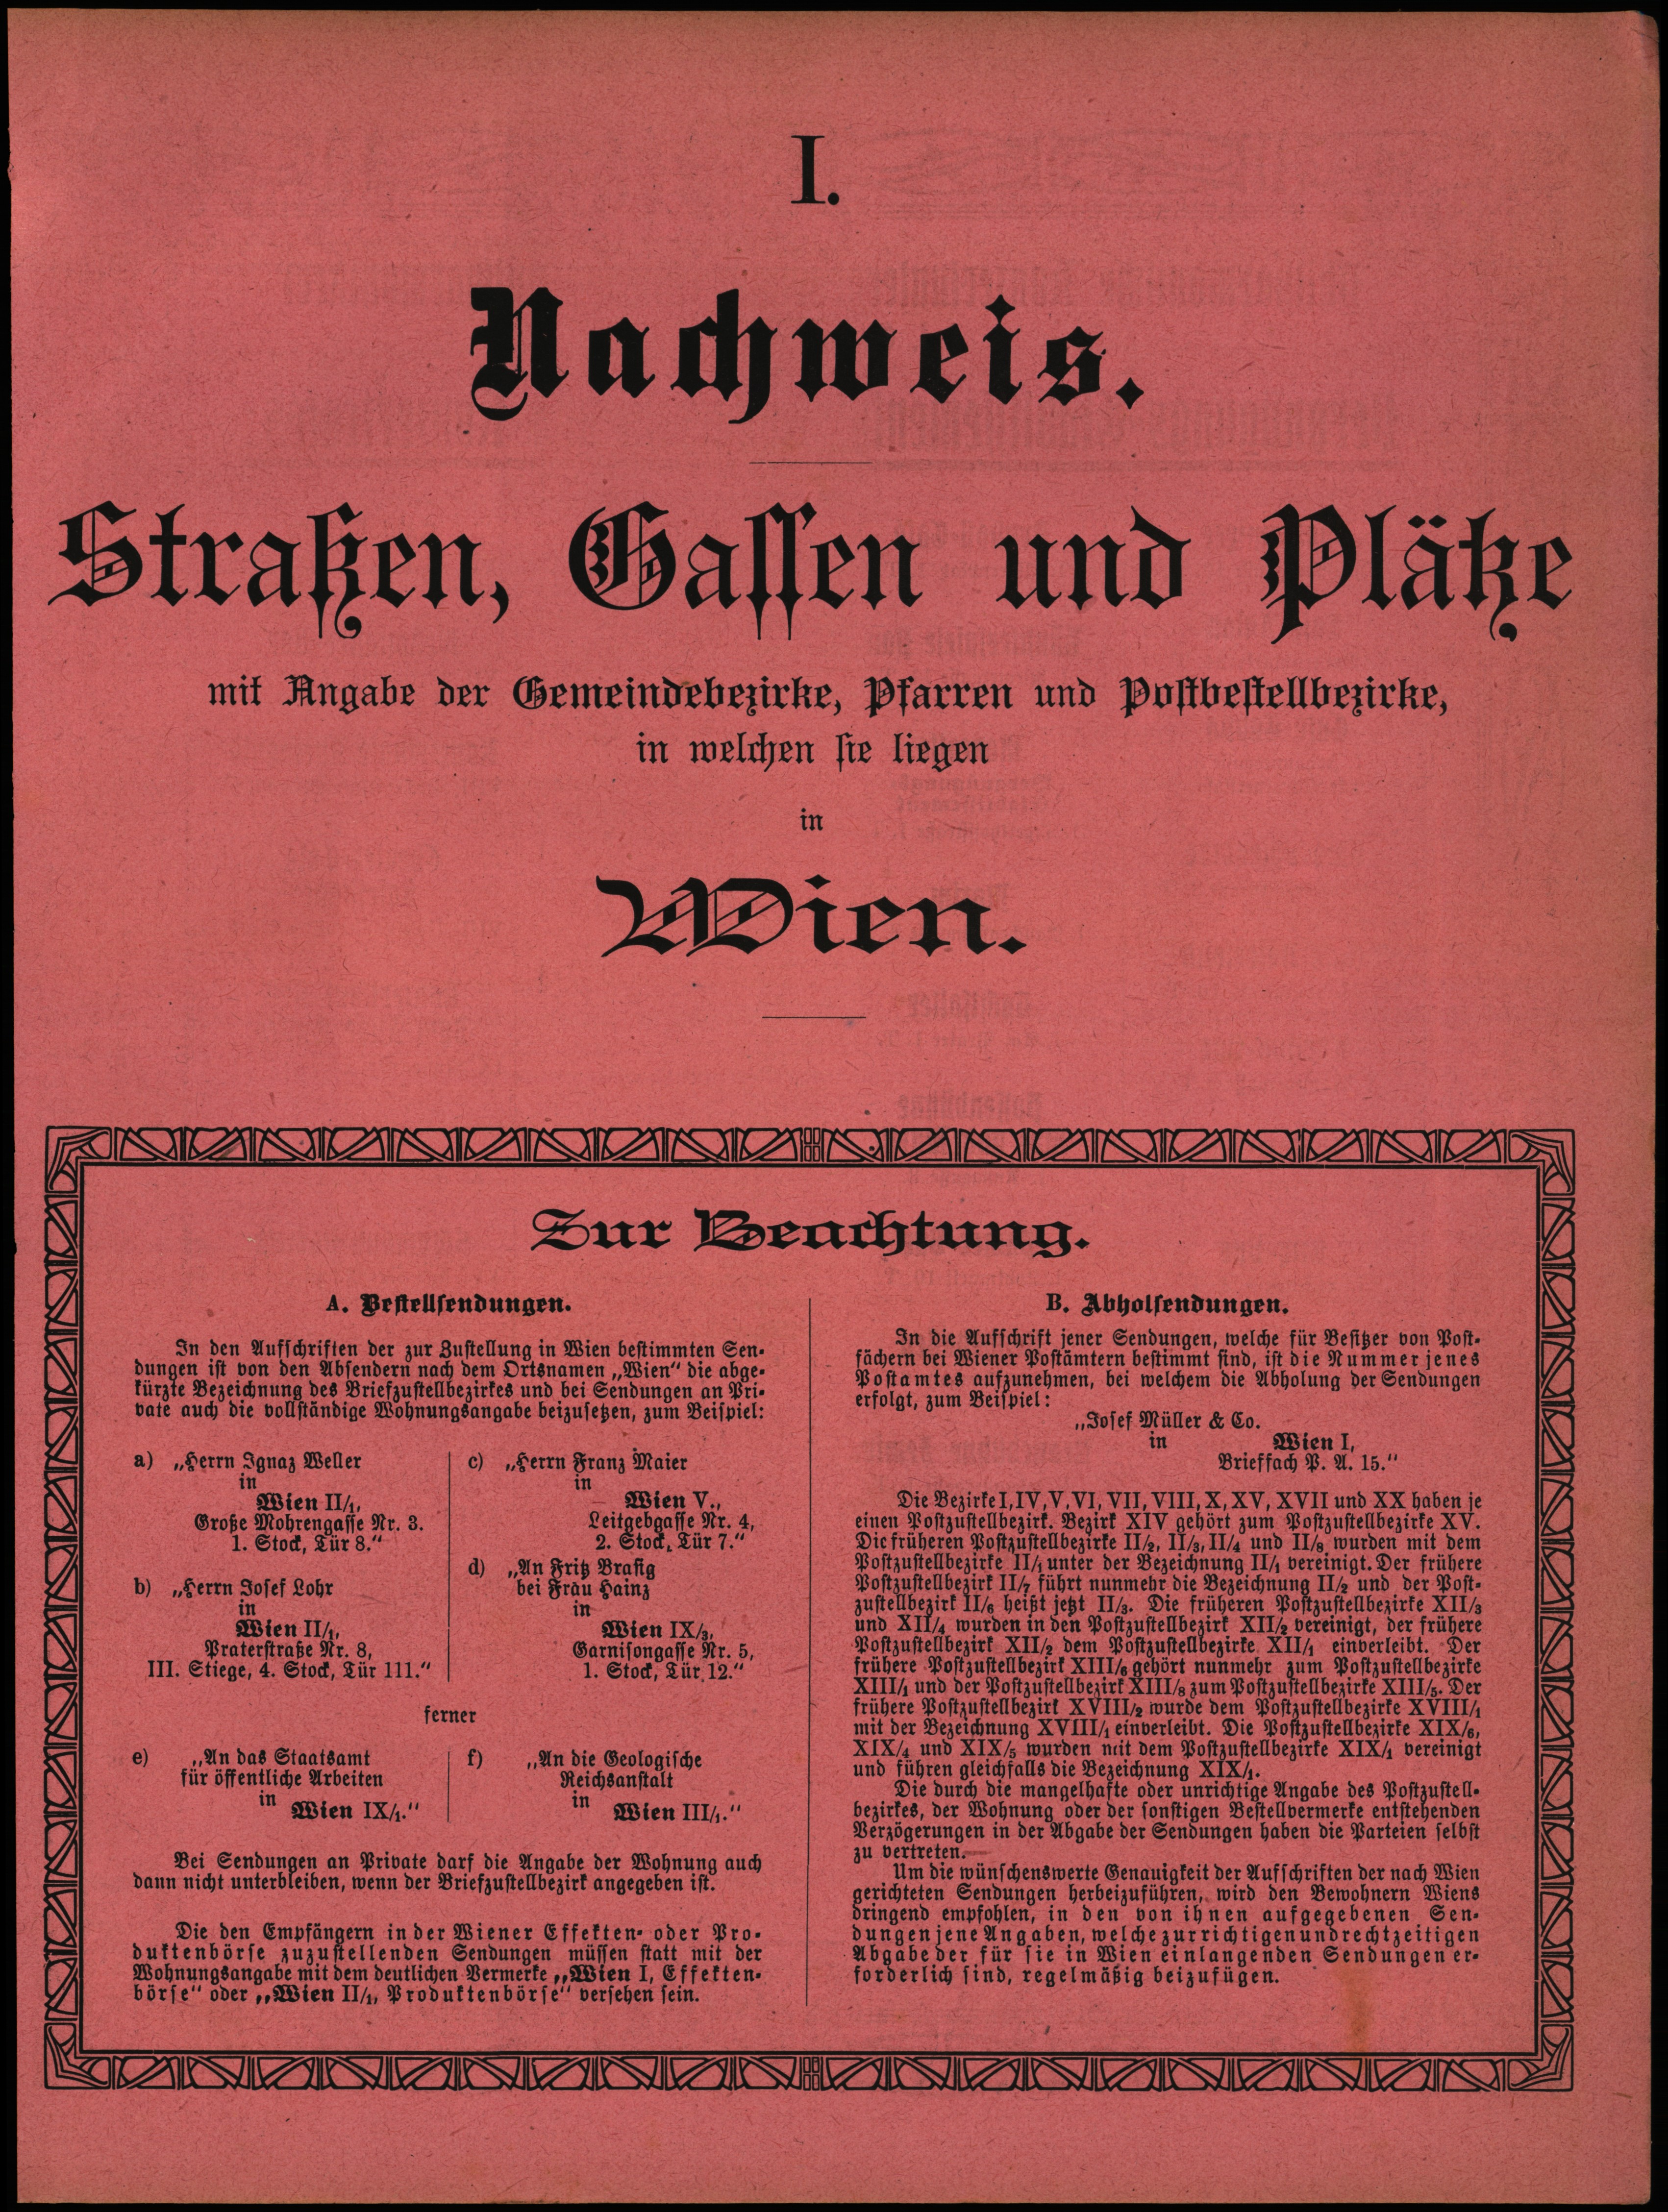 I.
Nachweis.
Straßen, Gassen und Plätze
mit Angabe der Gemeindebezirke, Pfarren und Postbestellbezirke,
in welchen sie liegen
in
Wien.
Zur Beachtung.
A. Bestellsendungen.
In den Aufschriften der zur Zustellung in Wien bestimmten Sen-
dungen ist von den Absendern nach dem Ortsnamen „Wien“ die abge-
kürzte Bezeichnung des Briefzustellbezirkes und bei Sendungen an Pri-
vate auch die vollständige Wohnungsangabe beizusetzen, zum Beispiel:
a) „Herrn Ignaz Weller
in
Wien II/1,
Große Mohrengasse Nr. 3.
1. Stock, Tür 8.“
b) „Herrn Josef Lohr
in
Wien II/1,
Praterstraße Nr. 8,
III. Stiege, 4. Stock, Tür 111.“
c) „Herrn Franz Maier
in
Wien V.,
Leitgebgasse Nr. 4,
2. Stock, Tür 7.“
d) „An Fritz Brasig
bei Frau Hainz
in
Wien IX/3,
Garnisongasse Nr. 5,
1. Stock, Tür 12.“
ferner
e) „An das Staatsamt
für öffentliche Arbeiten
in
Wien IX/1.“
f) „An die Geologische
Reichsanstalt
in
Wien III/1.“
Bei Sendungen an Private darf die Angabe der Wohnung auch
dann nicht unterbleiben, wenn der Briefzustellbezirk angegeben ist.
Die den Empfängern in der Wiener Effekten- oder Pro-
duktenbörse zuzustellenden Sendungen müssen statt mit der
Wohnungsangabe mit dem deutlichen Vermerke „Wien I, Effekten-
börse“ oder „Wien II/1, Produktenbörse“ versehen sein.
B. Abholsendungen.
In die Aufschrift jener Sendungen, welche für Besitzer von Post-
fächern bei Wiener Postämtern bestimmt sind, ist die Nummer jenes
Postamtes aufzunehmen, bei welchem die Abholung der Sendungen
erfolgt, zum Beispiel:
„Josef Müller & Co.
in Wien I,
Brieffach P. A. 15.“
Die Bezirke I, IV, V, VI, VII, VIII, X, XV, XVII und XX haben je
einen Postzustellbezirk. Bezirk XIV gehört zum Postzustellbezirke XV.
Die früheren Postzustellbezirke II/2, II/3, II/4 und II/8 wurden mit dem
Postzustellbezirke II/1 unter der Bezeichnung II/1 vereinigt. Der frühere
Postzustellbezirk II/7 führt nunmehr die Bezeichnung II/2 und der Post-
zustellbezirk II/6 heißt jetzt II/3. Die früheren Postzustellbezirke XII/3
und XII/4 wurden in den Postzustellbezirk XII/2 vereinigt, der frühere
Postzustellbezirk XII/2 dem Postzustellbezirke XII/1 einverleibt. Der
frühere Postzustellbezirk XIII/6 gehört nunmehr zum Postzustellbezirke
XIII/1 und der Postzustellbezirk XIII/8 zum Postzustellbezirke XIII/5. Der
frühere Postzustellbezirk XVIII/2 wurde dem Postzustellbezirke XVIII/1
mit der Bezeichnung XVIII/1 einverleibt. Die Postzustellbezirke XIX/6,
XIX/4 und XIX/5 wurden mit dem Postzustellbezirke XIX/1 vereinigt
und führen gleichfalls die Bezeichnung XIX/1.
Die durch die mangelhafte oder unrichtige Angabe des Postzustell-
bezirkes, der Wohnung oder der sonstigen Bestellvermerke entstehenden
Verzögerungen in der Abgabe der Sendungen haben die Parteien selbst
zu vertreten.
Um die wünschenswerte Genauigkeit der Aufschriften der nach Wien
gerichteten Sendungen herbeizuführen, wird den Bewohnern Wiens
dringend empfohlen, in den von ihnen aufgegebenen Sen-
dungen jene Angaben, welche zur richtigen und rechtzeitigen
Abgabe der für sie in Wien einlangenden Sendungen er-
forderlich sind, regelmäßig beizufügen.